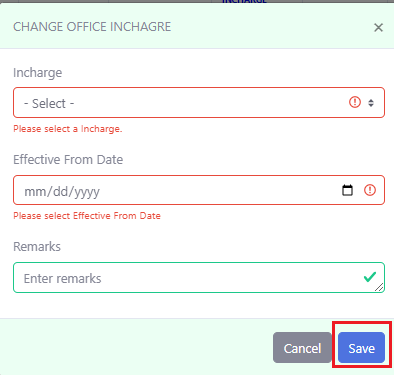 INCHARGE
CHANGE OFFICE INCHAGRE
×
Incharge
- Select -
Please select a Incharge.
Effective From Date
mm/dd/yyyy
Please select Effective From Date
Remarks
Enter remarks
Cancel Save